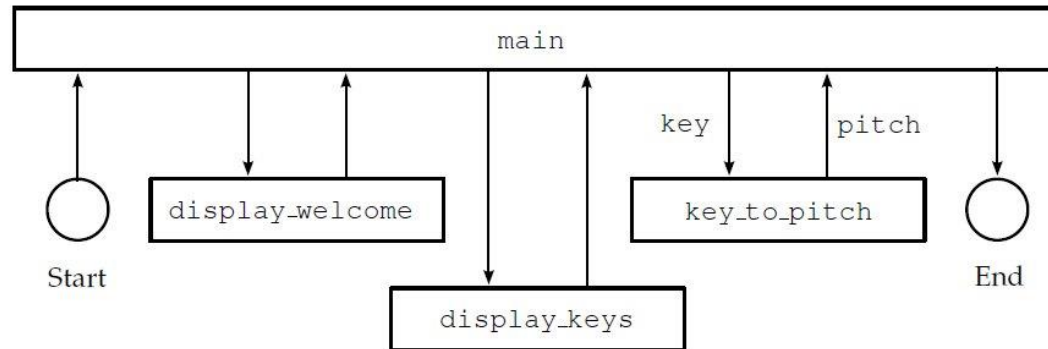 main
key pitch
display_welcome key_to_pitch
Start End
display_keys